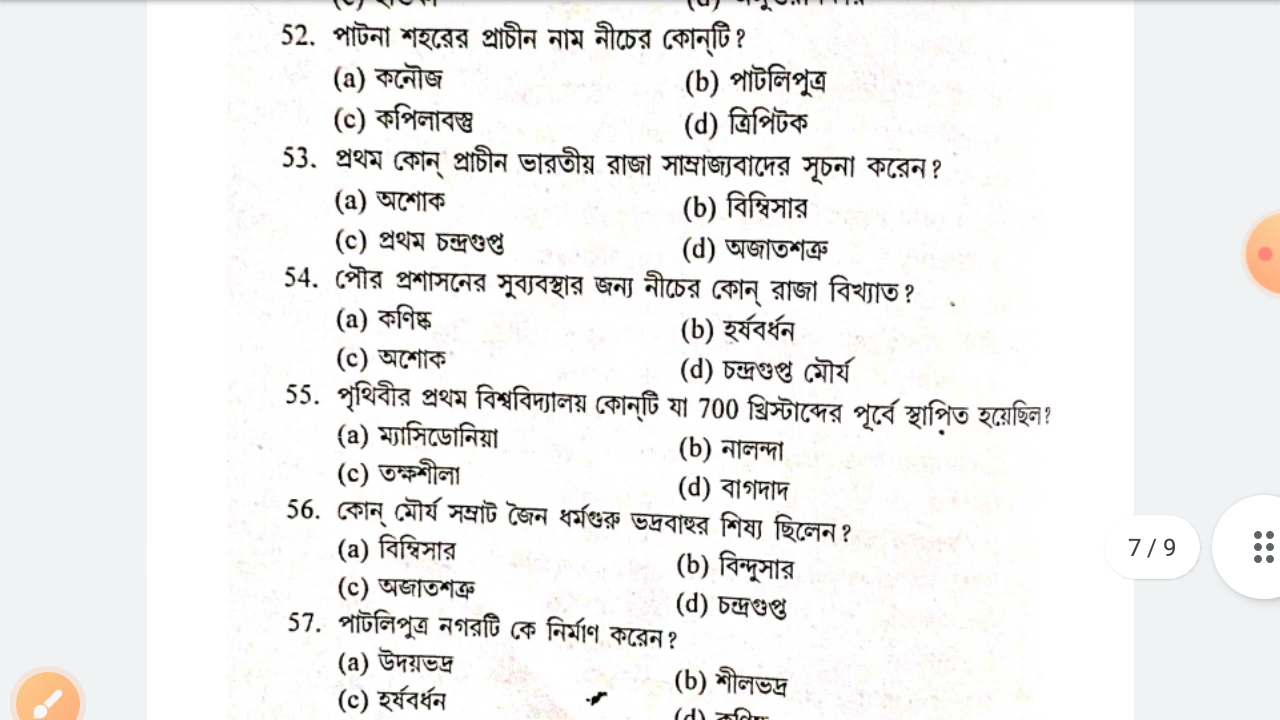 52. পাটনা শহরের প্রাচীন নাম নীচের কোন্‌টি?
(a) কনৌজ (b) পাটলিপুত্র
(c) কপিলাবস্তু (d) ত্রিপিটক
53. প্রথম কোন্ প্রাচীন ভারতীয় রাজা সাম্রাজ্যবাদের সূচনা করেন?
(a) অশোক (b) বিম্বিসার
(c) প্রথম চন্দ্রগুপ্ত (d) অজাতশত্রু
54. পৌর প্রশাসনের সুব্যবস্থার জন্য নীচের কোন্ রাজা বিখ্যাত?
(a) কণিষ্ক (b) হর্ষবর্ধন
(c) অশোক (d) চন্দ্রগুপ্ত মৌর্য
55. পৃথিবীর প্রথম বিশ্ববিদ্যালয় কোন্‌টি যা 700 খ্রিস্টাব্দের পূর্বে স্থাপিত হয়েছিল?
(a) ম্যাসিডোনিয়া (b) নালন্দা
(c) তক্ষশীলা (d) বাগদাদ
56. কোন্ মৌর্য সম্রাট জৈন ধর্মগুরু ভদ্রবাহুর শিষ্য ছিলেন?
(a) বিম্বিসার (b) বিন্দুসার
(c) অজাতশত্রু (d) চন্দ্রগুপ্ত
57. পাটলিপুত্র নগরটি কে নির্মাণ করেন?
(a) উদয়ভদ্র (b) শীলভদ্র
(c) হর্ষবর্ধন
7 / 9